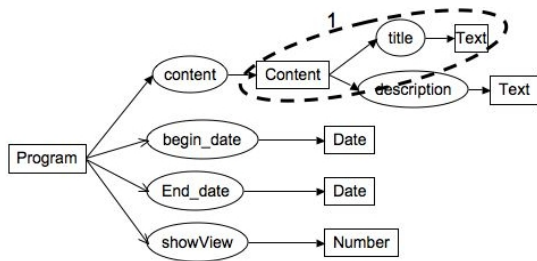 1
title
Text
content
Content
description
Text
begin_date
Date
Program
End_date
Date
showView
Number